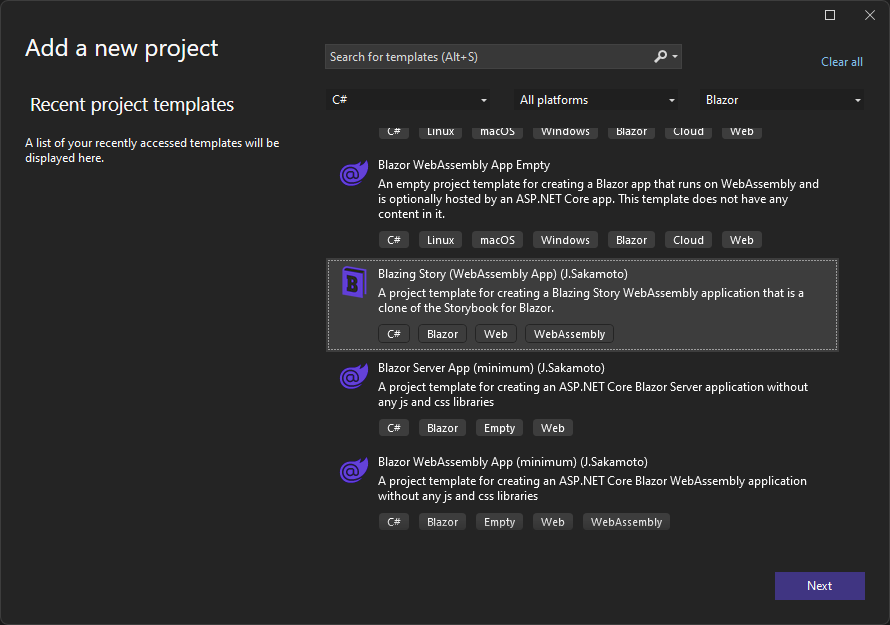 Add a new project
Search for templates (Alt+S)
Clear all
Recent project templates
A list of your recently accessed templates will be
displayed here.
C# All platforms Blazor
C# Linux macOS Windows Blazor Cloud Web
Blazor WebAssembly App Empty
An empty project template for creating a Blazor app that runs on WebAssembly and
is optionally hosted by an ASP.NET Core app. This template does not have any
content in it.
C# Linux macOS Windows Blazor Cloud Web
B
Blazing Story (WebAssembly App) (J.Sakamoto)
A project template for creating a Blazing Story WebAssembly application that is a
clone of the Storybook for Blazor.
C# Blazor Web WebAssembly
Blazor Server App (minimum) (J.Sakamoto)
A project template for creating an ASP.NET Core Blazor Server application without
any js and css libraries
C# Blazor Empty Web
Blazor WebAssembly App (minimum) (J.Sakamoto)
A project template for creating an ASP.NET Core Blazor WebAssembly application
without any js and css libraries
C# Blazor Empty Web WebAssembly
Next